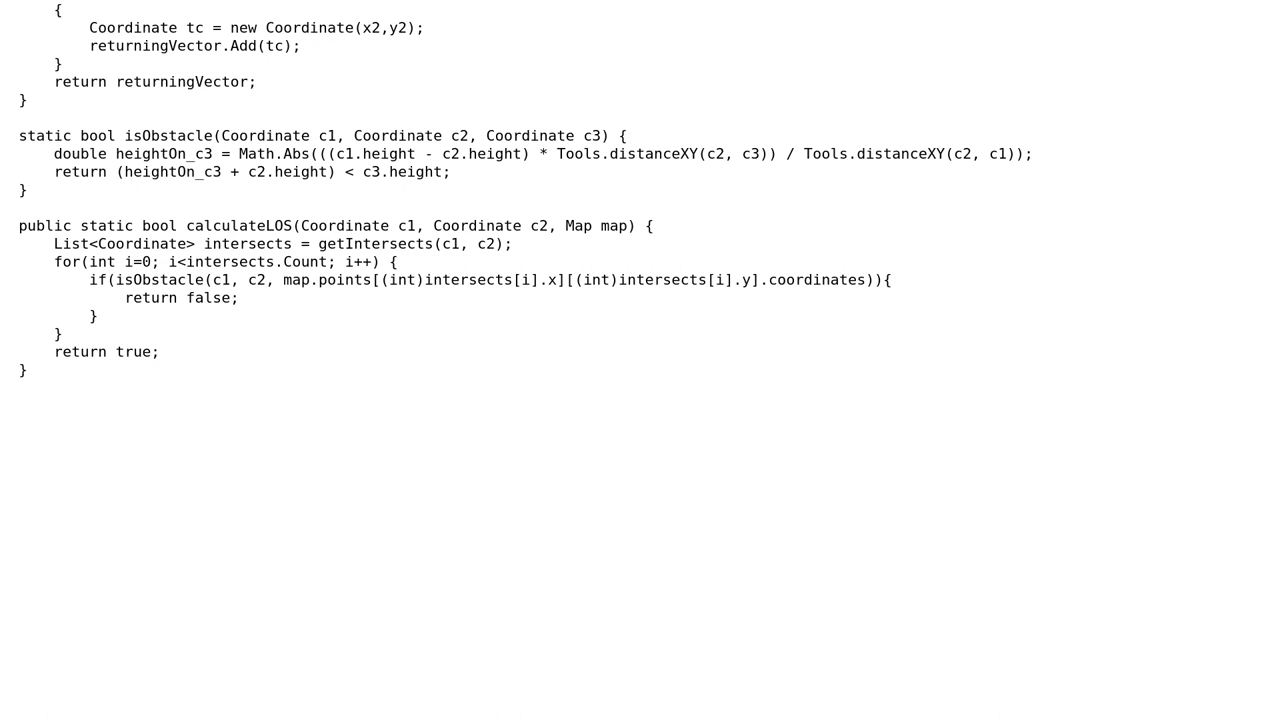 {
Coordinate tc = new Coordinate(x2,y2);
returningVector.Add(tc);
}
return returningVector;
}
static bool isObstacle(Coordinate c1, Coordinate c2, Coordinate c3) {
double heightOn_c3 = Math.Abs(((c1.height - c2.height) * Tools.distanceXY(c2, c3)) / Tools.distanceXY(c2, c1));
return (heightOn_c3 + c2.height) < c3.height;
}
public static bool calculateLOS(Coordinate c1, Coordinate c2, Map map) {
List<Coordinate> intersects = getIntersects(c1, c2);
for(int i=0; i<intersects.Count; i++) {
if(isObstacle(c1, c2, map.points[(int)intersects[i].x][(int)intersects[i].y].coordinates)){
return false;
}
}
return true;
}